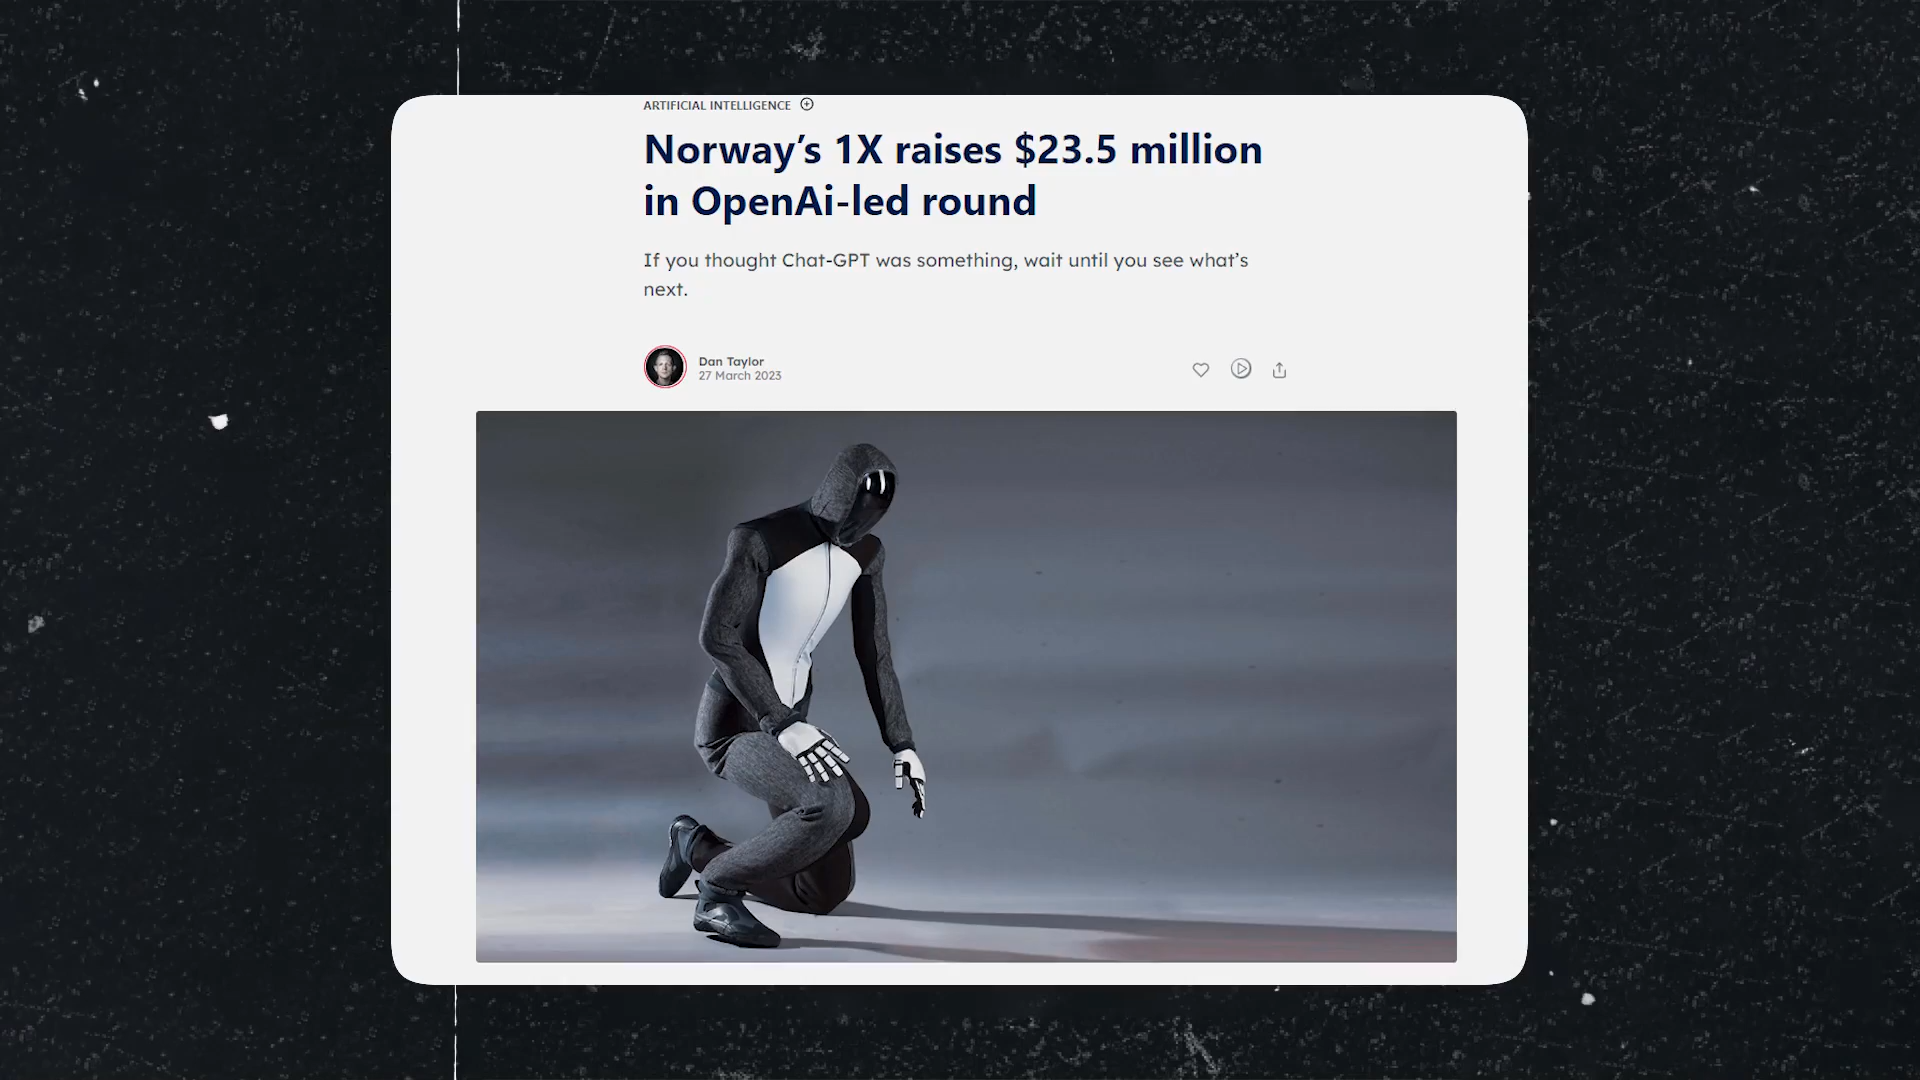 ARTIFICIAL INTELLIGENCE
Norway’s 1X raises $23.5 million
in OpenAi-led round
If you thought Chat-GPT was something, wait until you see what’s
next.
Dan Taylor
27 March 2023